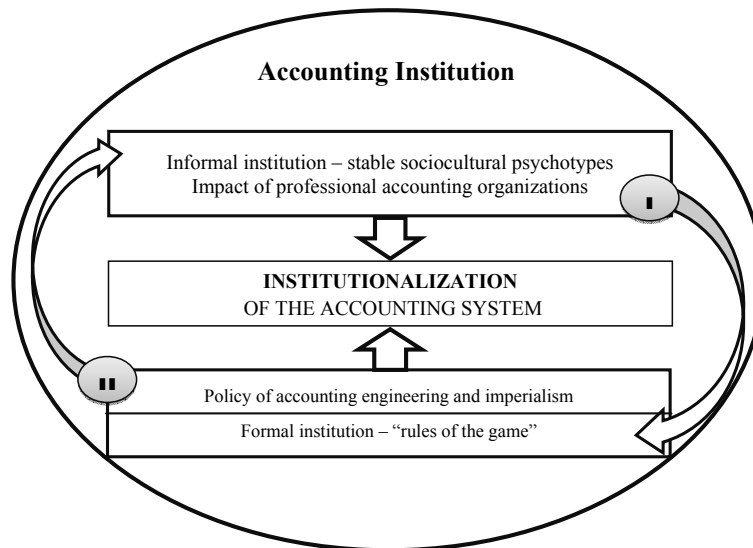 Accounting Institution
Informal institution – stable sociocultural psychotypes
Impact of professional accounting organizations
I
INSTITUTIONALIZATION
OF THE ACCOUNTING SYSTEM
II
Policy of accounting engineering and imperialism
Formal institution – “rules of the game”